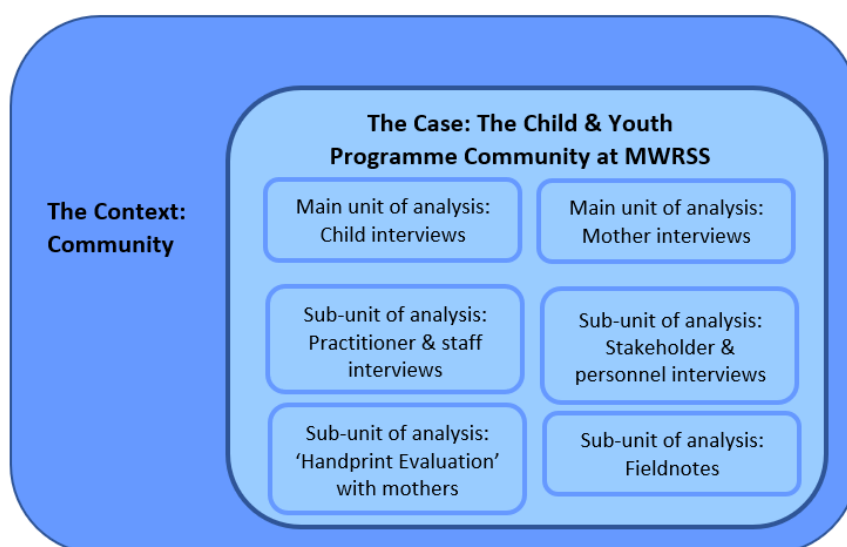 The Case: The Child & Youth
Programme Community at MWRSS
The Context:
Community
Main unit of analysis:
Child interviews
Main unit of analysis:
Mother interviews
Sub-unit of analysis:
Practitioner & staff
interviews
Sub-unit of analysis:
Stakeholder &
personnel interviews
Sub-unit of analysis:
‘Handprint Evaluation’
with mothers
Sub-unit of analysis:
Fieldnotes